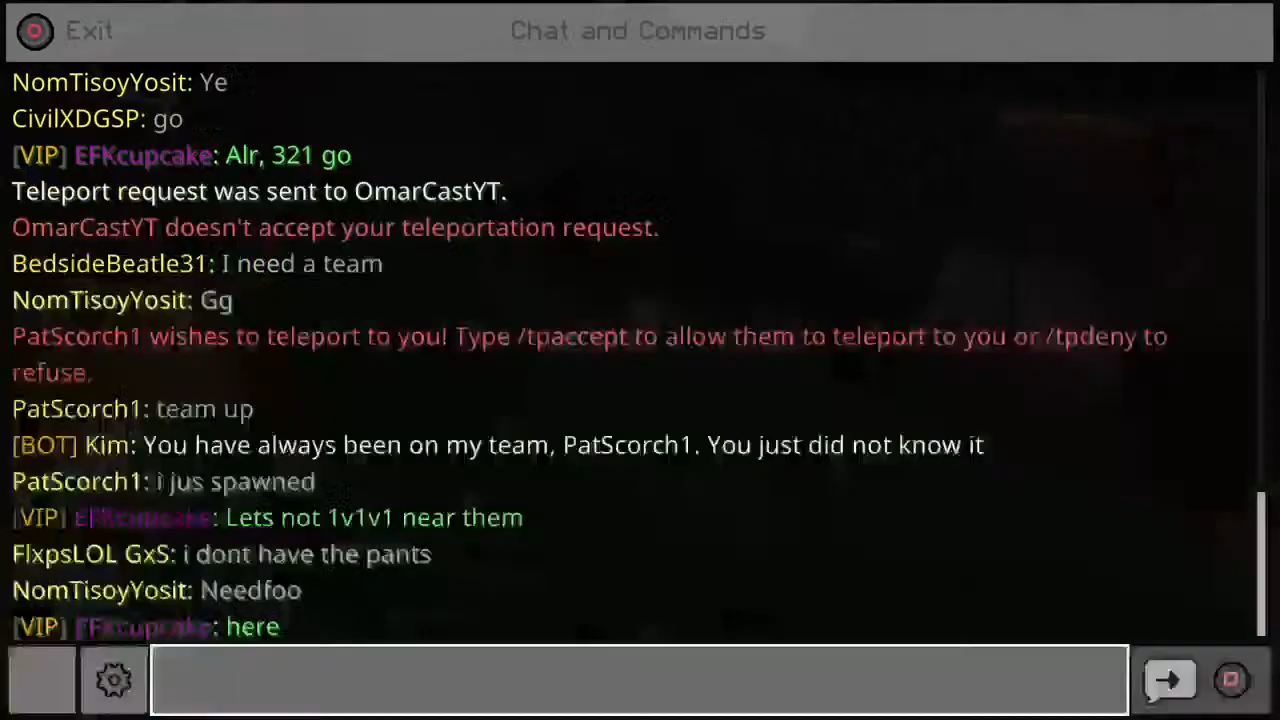 Exit
Chat and Commands
NomTisoyYosit: Ye
CivilXDGSP: go
[VIP] EFKcupcake: Alr, 321 go
Teleport request was sent to OmarCastYT.
OmarCastYT doesn't accept your teleportation request.
BedsideBeatle31: I need a team
NomTisoyYosit: Gg
PatScorch1 wishes to teleport to you! Type /tpaccept to allow them to teleport to you or /tpdeny to
refuse.
PatScorch1: team up
[BOT] Kim: You have always been on my team, PatScorch1. You just did not know it
PatScorch1: i jus spawned
[VIP] EFKcupcake: Lets not 1v1v1 near them
FlxpsLOL GxS: i dont have the pants
NomTisoyYosit: Needfoo
[VIP] EFKcupcake: here